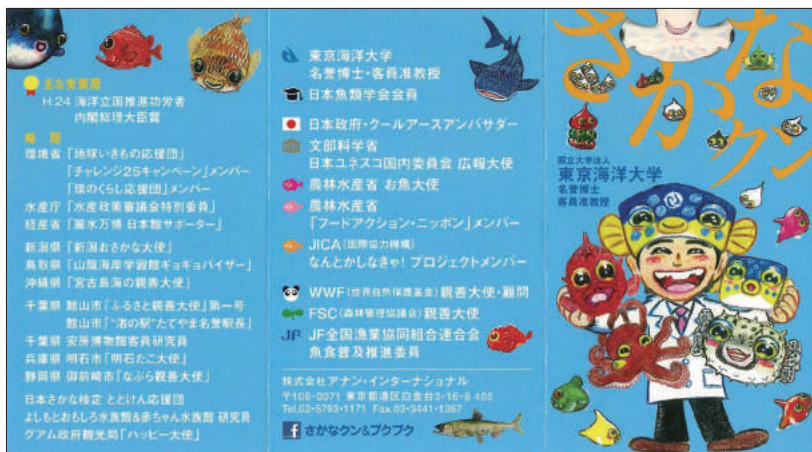 主な受賞歴
H.24 海洋立国推進功労者
内閣総理大臣賞
略歴
環境省「地球いきもの応援団」
「チャレンジ25キャンペーン」メンバー
「環のくらし応援団」メンバー
水産庁「水産政策審議会特別委員」
経産省「麗水万博 日本館サポーター」
新潟県「新潟おさかな大使」
鳥取県「山陰海岸学習館ギョギョバイザー」
沖縄県「宮古島海の親善大使」
千葉県 館山市「ふるさと親善大使」第一号
館山市「“渚の駅”たてやま名誉駅長」
千葉県 安房博物館客員研究員
兵庫県 明石市「明石たこ大使」
静岡県 御前崎市「なぶら親善大使」
日本さかな検定 ととけん応援団
よしもとおもしろ水族館&赤ちゃん水族館 研究員
グアム政府観光局「ハッピー大使」
東京海洋大学
名誉博士・客員准教授
日本魚類学会会員
日本政府・クールアースアンバサダー
文部科学省
日本ユネスコ国内委員会 広報大使
農林水産省 お魚大使
農林水産省
「フードアクション・ニッポン」メンバー
JICA(国際協力機構)
なんとかしなきゃ!プロジェクトメンバー
WWF(世界自然保護基金)親善大使・顧問
FSC(森林管理協議会)親善大使
JF JF全国漁業協同組合連合会
魚食普及推進委員
株式会社アナン・インターナショナル
〒108-0071 東京都港区白金台3-16-8 408
Tel.03-5793-1171 Fax.03-3441-1367
f さかなクン&ブクブク
さかなクン
国立大学法人
東京海洋大学
名誉博士
客員准教授